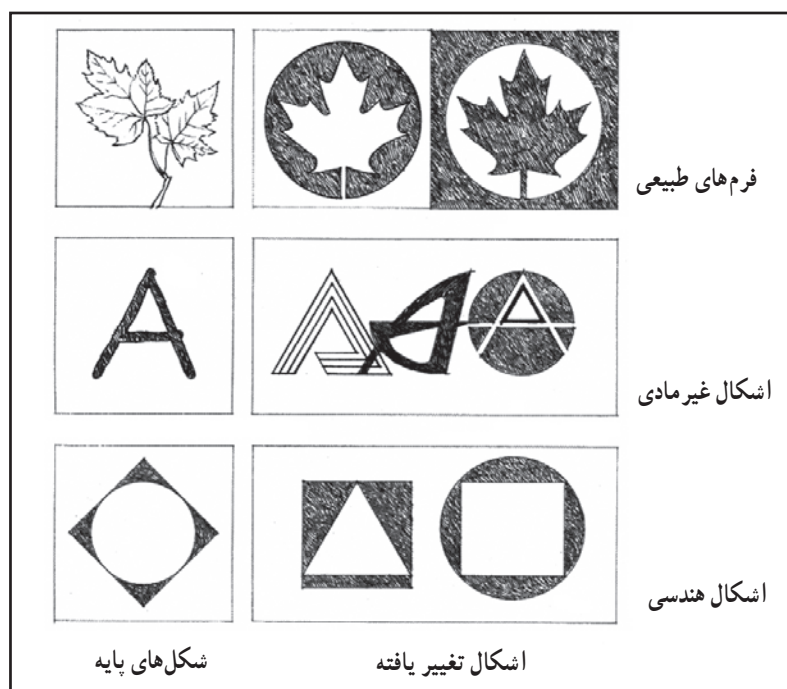 فرم‌های طبیعی
A
اشکال غیرمادی
اشکال هندسی
اشکال تغییر یافته
شکل‌های پایه